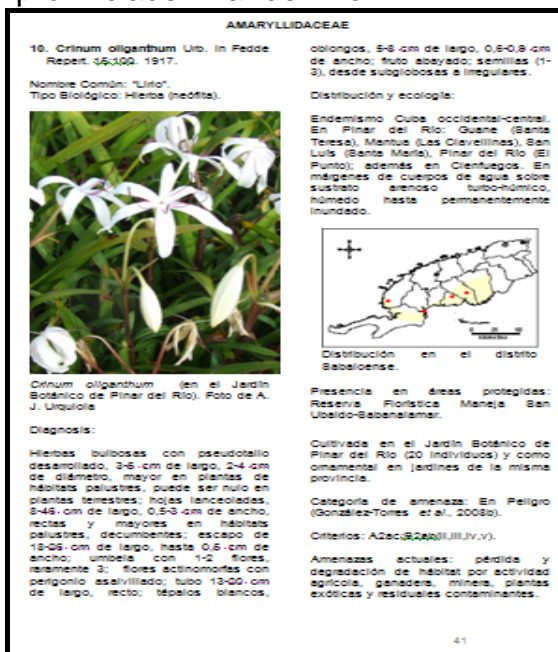 AMARYLLIDACEAE
10. Crinum oliganthum Urb. in Fedde
Repert. 15:100. 1917.
Nombre Común: "Lirio".
Tipo Biológico: Hierba (neófita).
Crinum oliganthum (en el Jardín
Botánico de Pinar del Río). Foto de A.
J. Urquiola
Diagnosis:
Hierbas bulbosas con pseudotallo
desarrollado, 3-6 cm de largo, 2-4 cm
de diámetro, mayor en plantas de
hábitats palustres, puede ser nulo en
plantas terrestres; hojas lanceoladas,
8-46 cm de largo, 0,5-3 cm de ancho,
rectas y mayores en hábitats
palustres, decumbentes; escapo de
18-26 cm de largo, hasta 0,6 cm de
ancho; umbela con 1-2 flores,
raramente 3; flores actinomorfas con
perigonio asalvillado; tubo 13-20 cm
de largo, recto; tépalos blancos,
oblongos, 5-8 cm de largo, 0,6-0,9 cm
de ancho; fruto abayado; semillas (1-
3), desde subglobosas a irregulares.
Distribución y ecología:
Endemismo Cuba occidental-central.
En Pinar del Río: Guane (Santa
Teresa), Mantua (Las Clavellinas), San
Luis (Santa María), Pinar del Río (El
Punto); además en Cienfuegos. En
márgenes de cuerpos de agua sobre
sustrato arenoso turbo-húmico,
húmedo hasta permanentemente
inundado.
Distribución en el distrito
Sabaloense.
Presencia en áreas protegidas:
Reserva Florística Maneja San
Ubaldo-Sabanalamar.
Cultivada en el Jardín Botánico de
Pinar del Río (20 individuos) y como
ornamental en jardines de la misma
provincia.
Categoría de amenaza: En Peligro
(González-Torres et al., 2008b).
Criterios: A2ac;B2ab(ii,iii,iv,v).
Amenazas actuales: pérdida y
degradación de hábitat por actividad
agrícola, ganadera, minera, plantas
exóticas y residuales contaminantes.
41